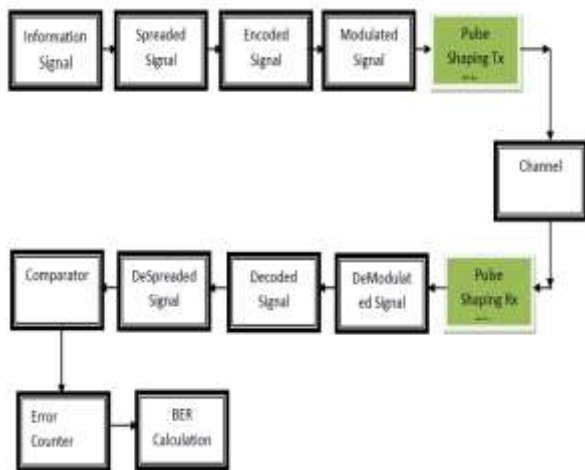 Information
Signal
Spreaded
Signal
Encoded
Signal
Modulated
Signal
Pulse
Shaping Tx
Channel
Comparator
DeSpreaded
Signal
Decoded
Signal
DeModulat
ed Signal
Pulse
Shaping Rx
Error
Counter
BER
Calculation